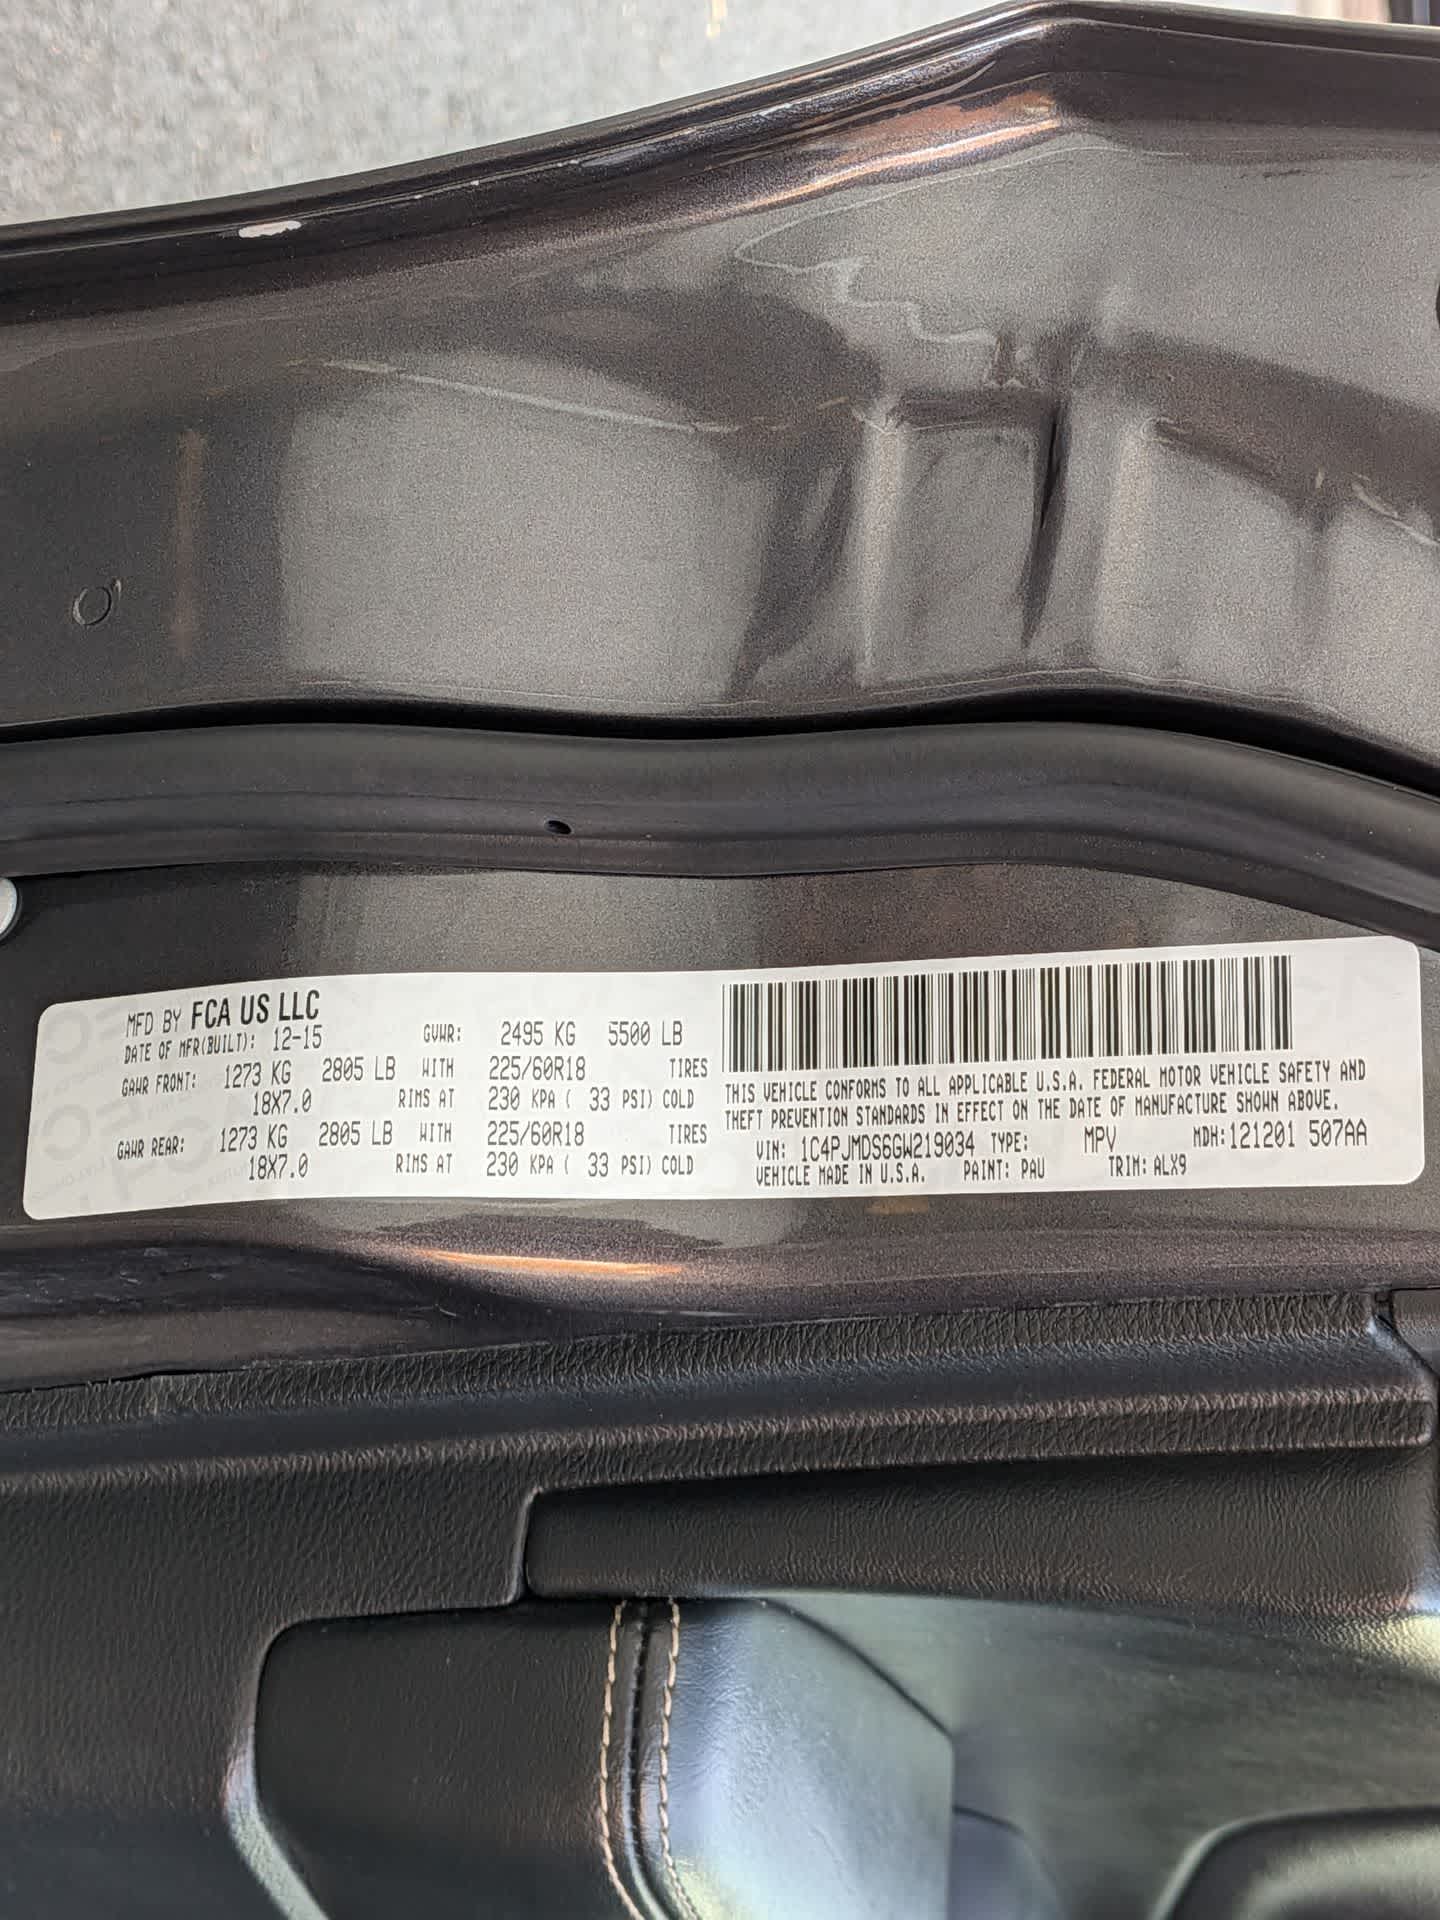 MFD BY FCA US LLC
DATE OF MFR(BUILT): 12-15 GVWR: 2495 KG 5500 LB
GAWR FRONT: 1273 KG 2805 LB WITH 225/60R18 TIRES
18X7.0 RIMS AT 230 KPA ( 33 PSI) COLD
GAWR REAR: 1273 KG 2805 LB WITH 225/60R18 TIRES
18X7.0 RIMS AT 230 KPA ( 33 PSI) COLD
THIS VEHICLE CONFORMS TO ALL APPLICABLE U.S.A. FEDERAL MOTOR VEHICLE SAFETY AND
THEFT PREVENTION STANDARDS IN EFFECT ON THE DATE OF MANUFACTURE SHOWN ABOVE.
VIN: 1C4PJMDS6GW219034 TYPE: MPV MDH:121201 507AA
VEHICLE MADE IN U.S.A. PAINT: PAU TRIM: ALX9